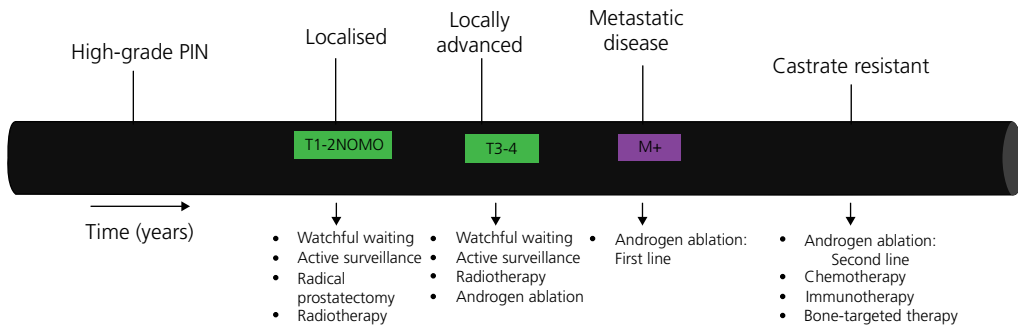 High-grade PIN
Localised
Locally
advanced
Metastatic
disease
Castrate resistant
T1-2NOMO
T3-4
M+
Time (years)
• Watchful waiting
• Active surveillance
• Radical
prostatectomy
• Radiotherapy
• Watchful waiting
• Active surveillance
• Radiotherapy
• Androgen ablation
• Androgen ablation:
First line
• Androgen ablation:
Second line
• Chemotherapy
• Immunotherapy
• Bone-targeted therapy